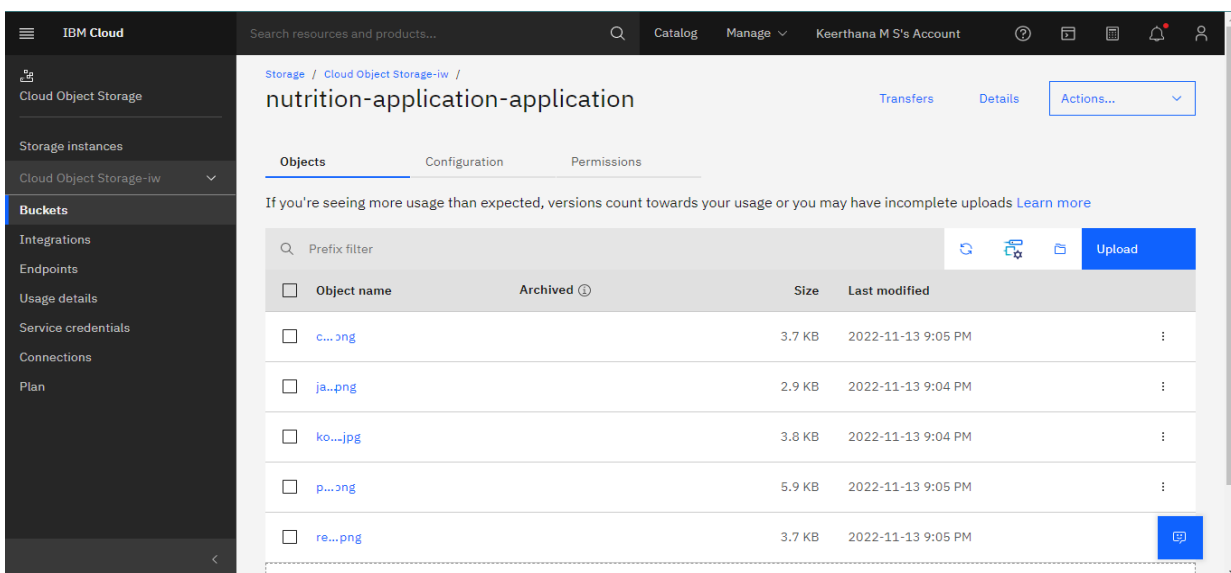 IBM Cloud
Search resources and products...
Catalog
Manage
Keerthana M S's Account
Cloud Object Storage
Storage instances
Cloud Object Storage-iw
Buckets
Integrations
Endpoints
Usage details
Service credentials
Connections
Plan
Storage / Cloud Object Storage-iw /
nutrition-application-application
Transfers
Details
Actions...
Objects
Configuration
Permissions
If you're seeing more usage than expected, versions count towards your usage or you may have incomplete uploads Learn more
Prefix filter
Upload
Object name Archived Size Last modified
3.7 KB 2022-11-13 9:05 PM
ja...png 2.9 KB 2022-11-13 9:04 PM
ko...jpg 3.8 KB 2022-11-13 9:04 PM
5.9 KB 2022-11-13 9:05 PM
re...png 3.7 KB 2022-11-13 9:05 PM